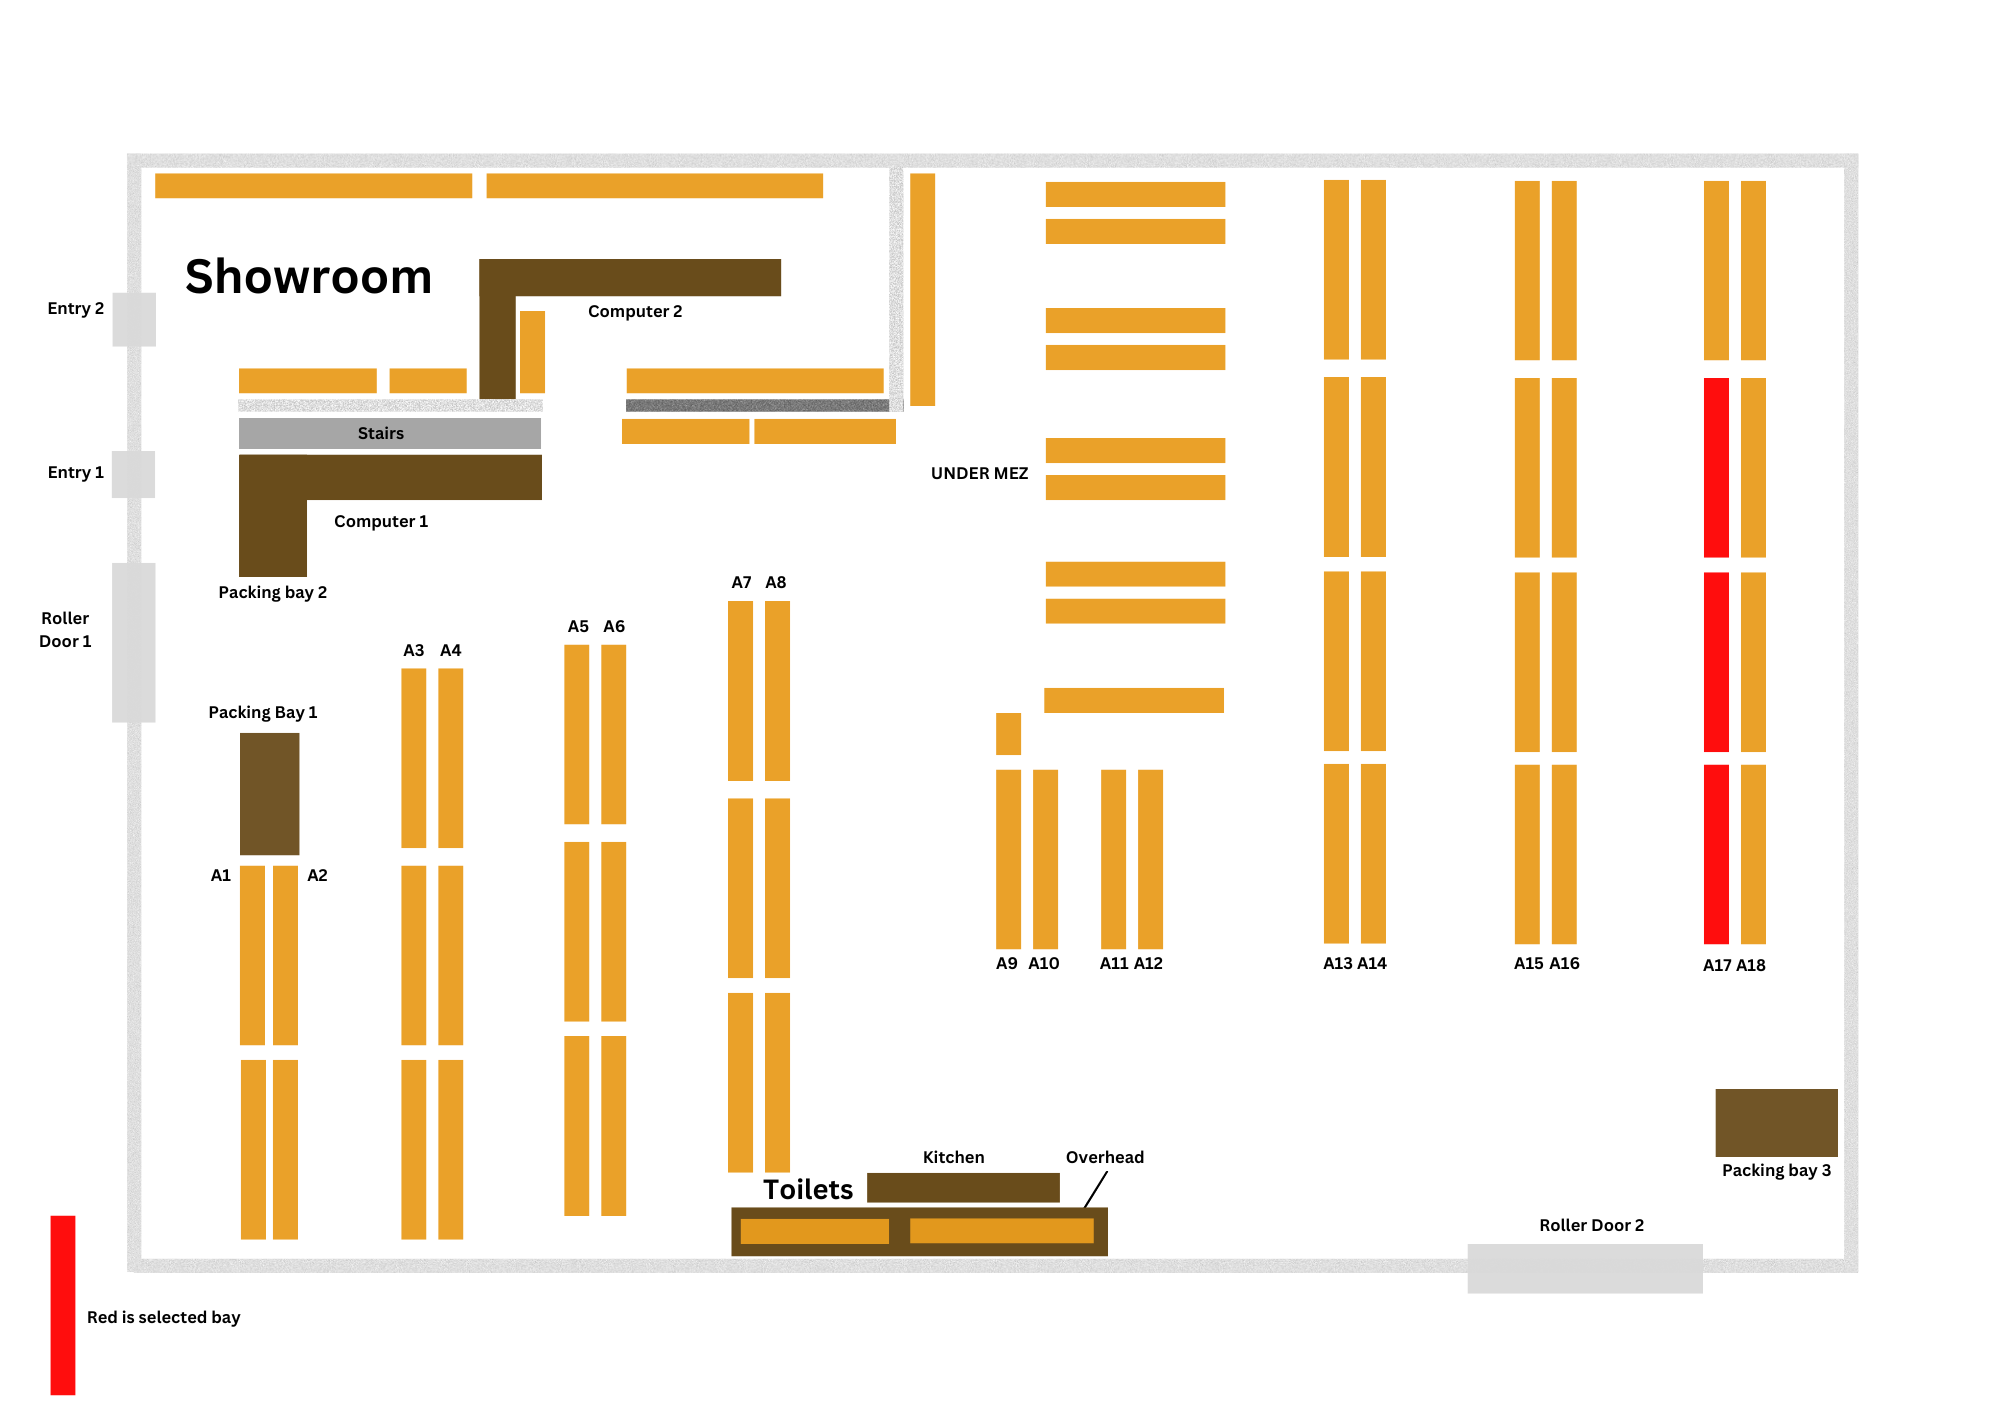 Showroom
Entry 2
Computer 2
Stairs
Entry 1
UNDER MEZ
Computer 1
Packing bay 2
A7 A8
Roller
Door 1
A5 A6
A3 A4
Packing Bay 1
A1 A2
A9 A10 A11 A12 A13 A14 A15 A16 A17 A18
Kitchen
Overhead
Packing bay 3
Toilets
Roller Door 2
Red is selected bay